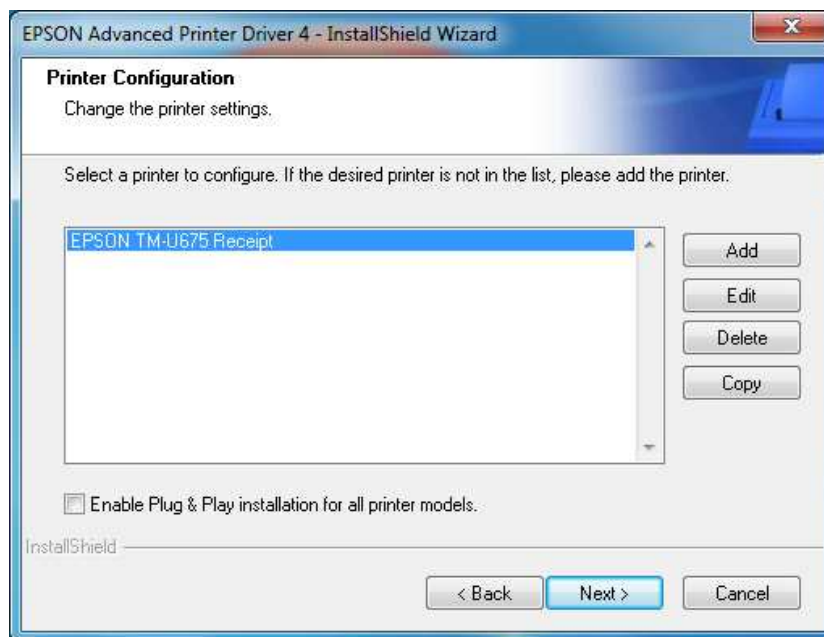 EPSON Advanced Printer Driver 4 - InstallShield Wizard
Printer Configuration
Change the printer settings.
Select a printer to configure. If the desired printer is not in the list, please add the printer.
EPSON TM-U675 Receipt
Add
Edit
Delete
Copy
Enable Plug & Play installation for all printer models.
InstallShield
< Back
Next >
Cancel